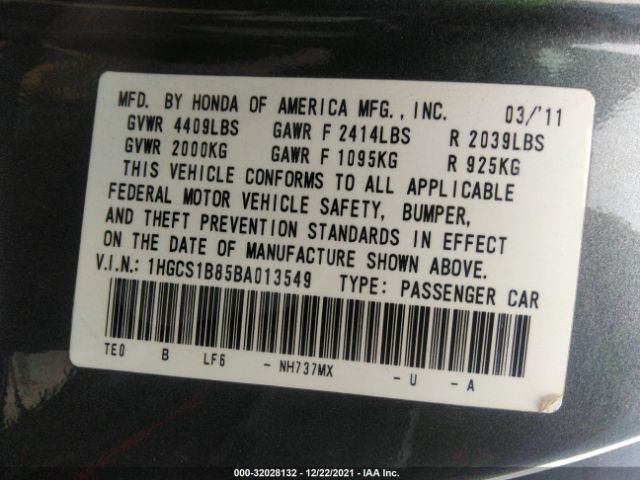 MFD. BY HONDA OF AMERICA MFG., INC. 03/'11
GVWR 4409LBS GAWR F 2414LBS R 2039LBS
GVWR 2000KG GAWR F 1095KG R 925KG
THIS VEHICLE CONFORMS TO ALL APPLICABLE
FEDERAL MOTOR VEHICLE SAFETY, BUMPER,
AND THEFT PREVENTION STANDARDS IN EFFECT
ON THE DATE OF MANUFACTURE SHOWN ABOVE.
V.I.N.: 1HGCS1B85BA013549 TYPE: PASSENGER CAR
TE0 B LF6 - NH737MX - U - A
000-32028132 - 12/22/2021 - IAA Inc.